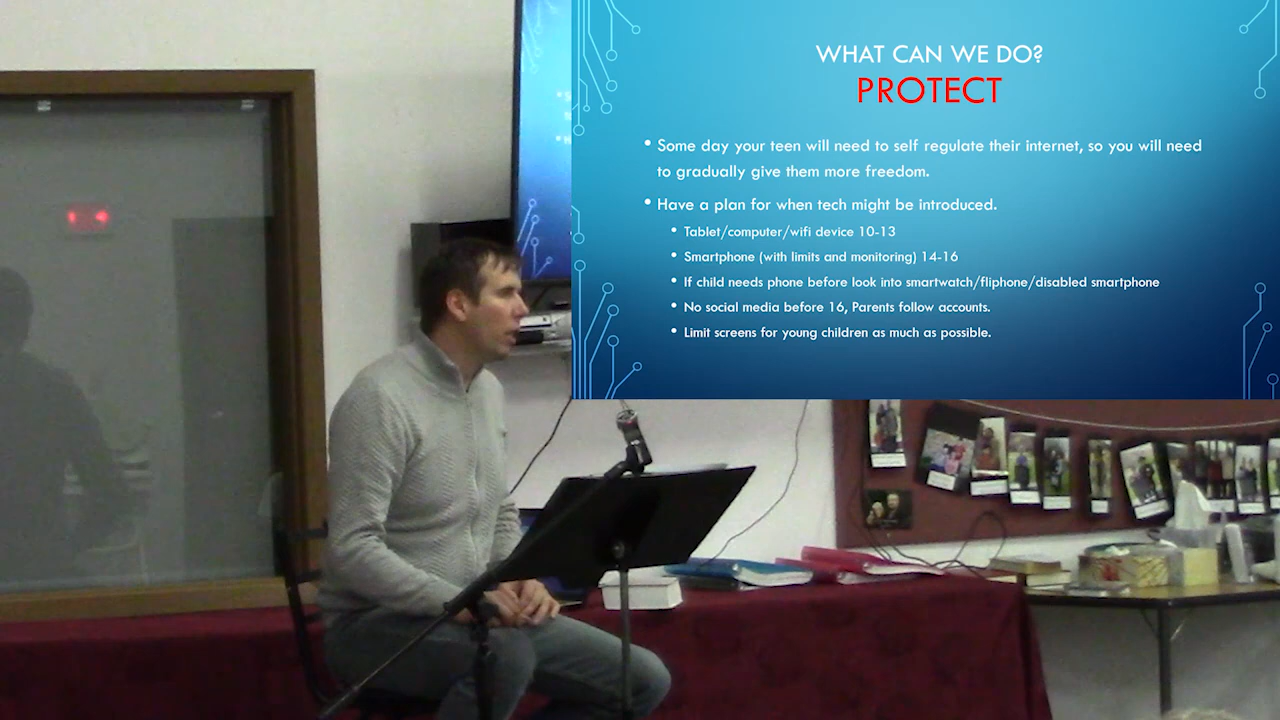 WHAT CAN WE DO?
PROTECT
• Some day your teen will need to self regulate their internet, so you will need
to gradually give them more freedom.
• Have a plan for when tech might be introduced.
• Tablet/computer/wifi device 10-13
• Smartphone (with limits and monitoring) 14-16
• If child needs phone before look into smartwatch/fliphone/disabled smartphone
• No social media before 16, Parents follow accounts.
• Limit screens for young children as much as possible.